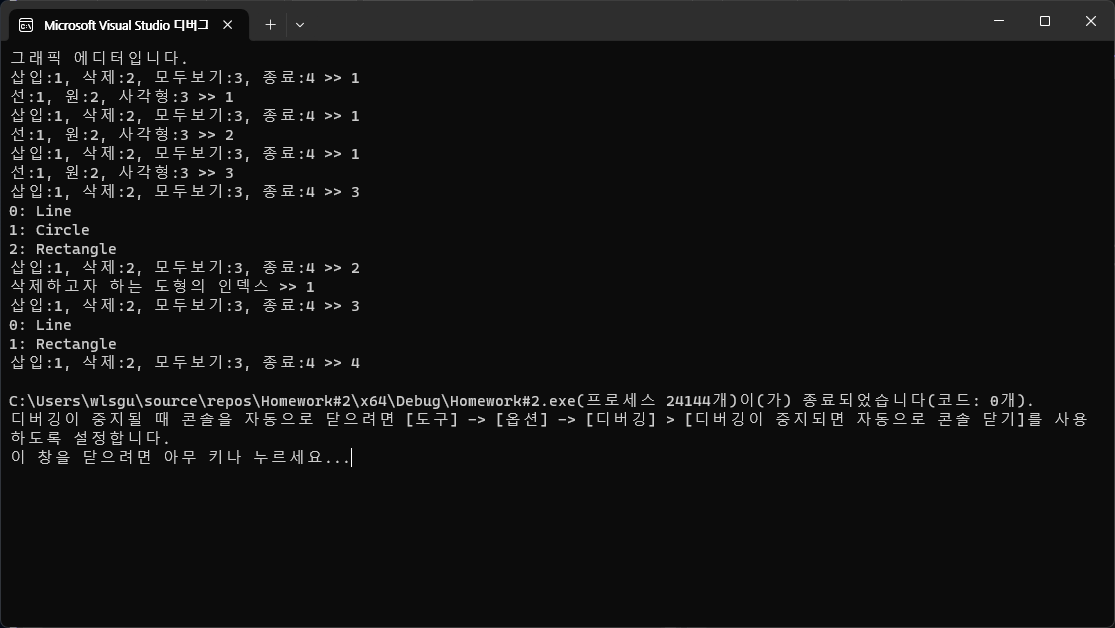 Microsoft Visual Studio 디버그
그래픽 에디터입니다.
삽입:1, 삭제:2, 모두보기:3, 종료:4 >> 1
선:1, 원:2, 사각형:3 >> 1
삽입:1, 삭제:2, 모두보기:3, 종료:4 >> 1
선:1, 원:2, 사각형:3 >> 2
삽입:1, 삭제:2, 모두보기:3, 종료:4 >> 1
선:1, 원:2, 사각형:3 >> 3
삽입:1, 삭제:2, 모두보기:3, 종료:4 >> 3
0: Line
1: Circle
2: Rectangle
삽입:1, 삭제:2, 모두보기:3, 종료:4 >> 2
삭제하고자 하는 도형의 인덱스 >> 1
삽입:1, 삭제:2, 모두보기:3, 종료:4 >> 3
0: Line
1: Rectangle
삽입:1, 삭제:2, 모두보기:3, 종료:4 >> 4
C:\Users\wlsgu\source\repos\Homework#2\x64\Debug\Homework#2.exe(프로세스 24144개)이(가) 종료되었습니다(코드: 0개).
디버깅이 중지될 때 콘솔을 자동으로 닫으려면 [도구] -> [옵션] -> [디버깅] > [디버깅이 중지되면 자동으로 콘솔 닫기]를 사용
하도록 설정합니다.
이 창을 닫으려면 아무 키나 누르세요...